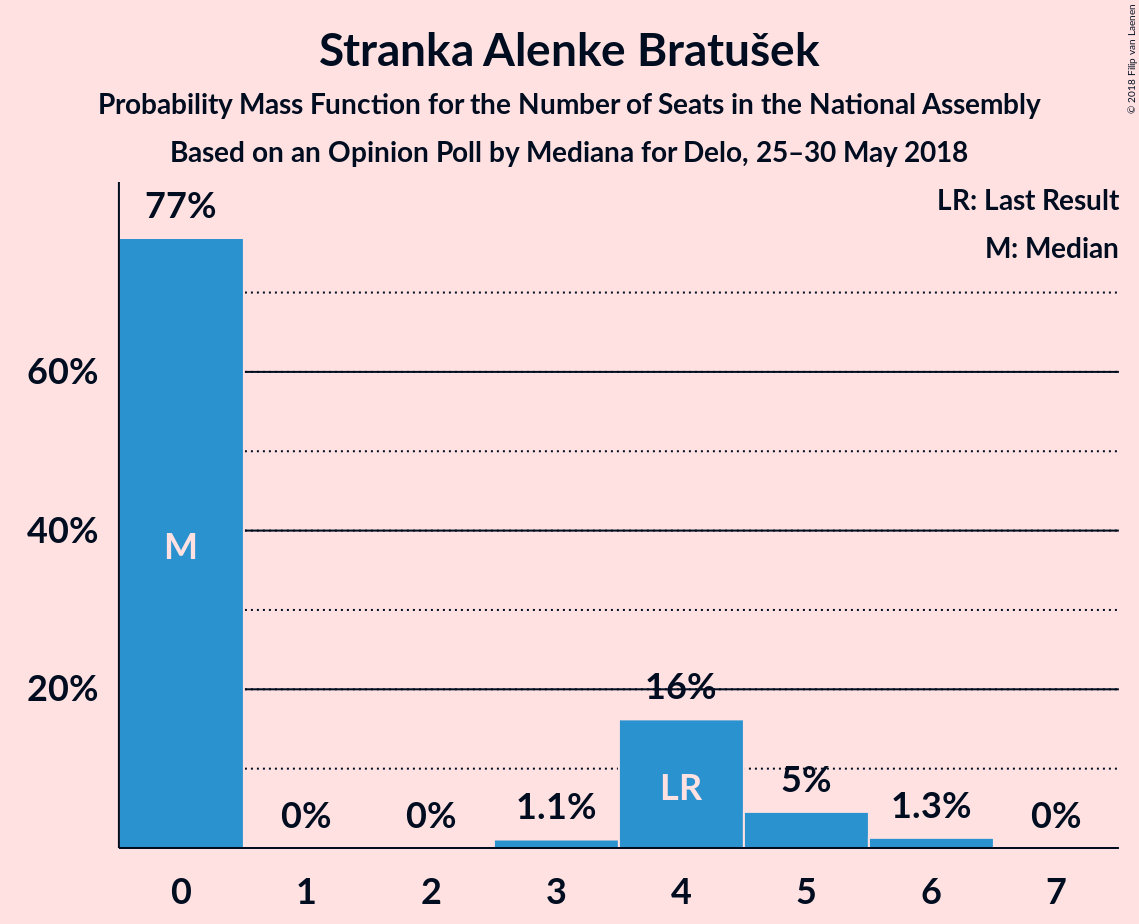 Stranka Alenke Bratušek
Probability Mass Function for the Number of Seats in the National Assembly
Based on an Opinion Poll by Mediana for Delo, 25–30 May 2018
© 2018 Filip van Laenen
LR: Last Result
M: Median
77%
60%
40%
20%
M
0%
0%
1.1%
16%
LR
5%
1.3%
0%
0 1 2 3 4 5 6 7